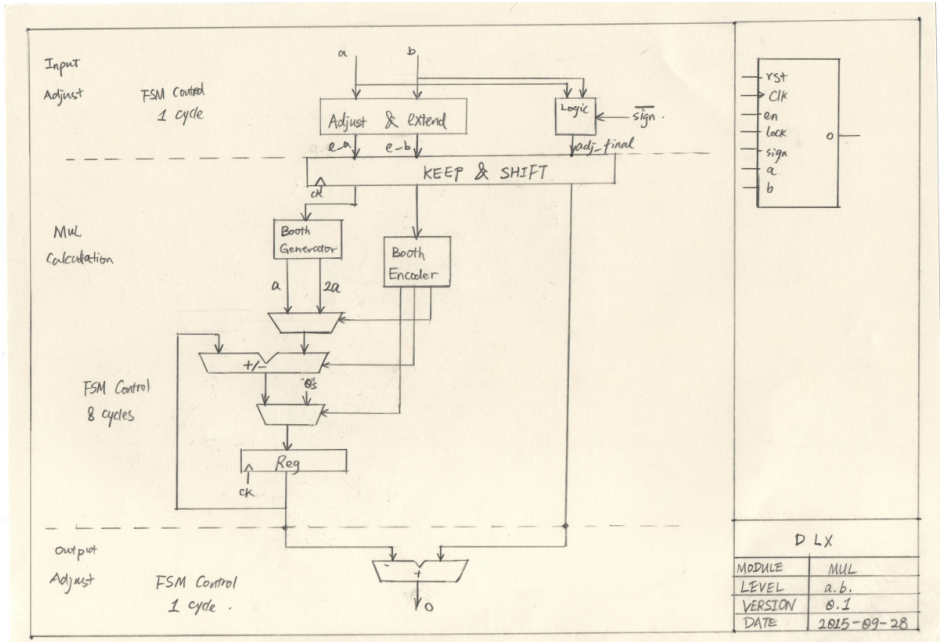 Input
Adjust
FSM Control
1 cycle
a
b
Adjust & extend
Logic
sign
e_a
e_b
adj_final
KEEP & SHIFT
ck
MUL
Calculation
Booth
Generator
Booth
Encoder
a
2a
+/-
0's
FSM Control
8 cycles
Reg
ck
Output
Adjust
FSM Control
1 cycle.
-
+
O
rst
Clk
en
lock
sign
a
b
O
DLX
MODULE MUL
LEVEL a.b.
VERSION 0.1
DATE 2015-09-28